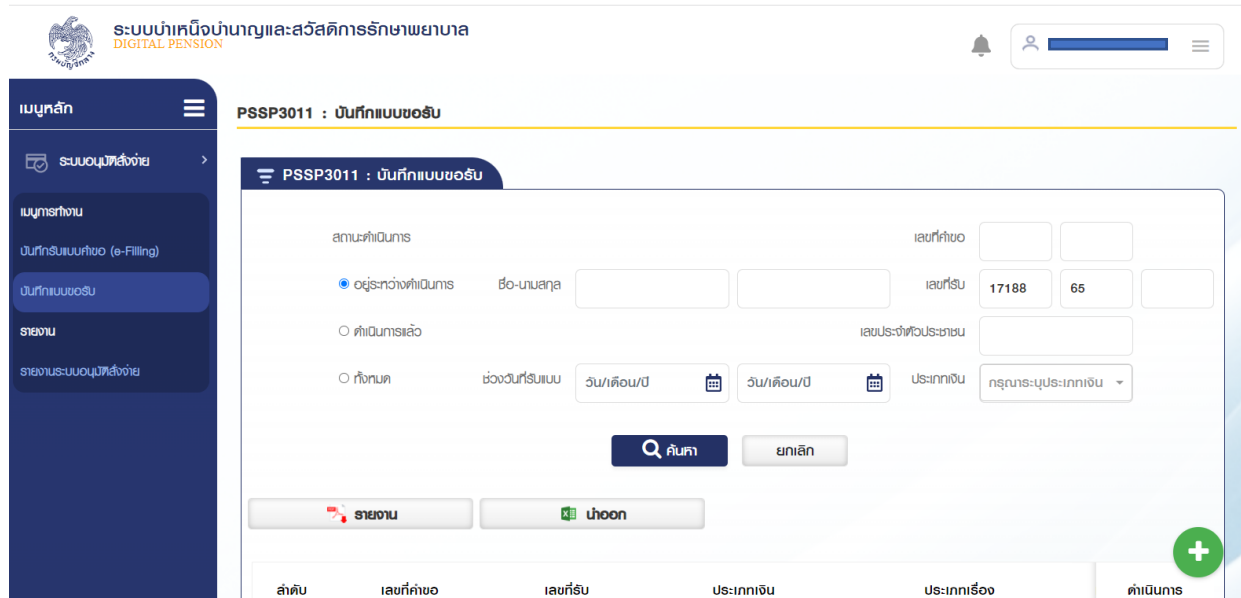 ระบบบำเหน็จบำนาญและสวัสดิการรักษาพยาบาล
DIGITAL PENSION
กรมบัญชีกลาง
เมนูหลัก
PSSP3011 : บันทึกแบบขอรับ
ระบบอนุมัติสั่งจ่าย
PSSP3011 : บันทึกแบบขอรับ
เมนูการทำงาน
บันทึกรับแบบคำขอ (e-Filling)
บันทึกแบบขอรับ
รายงาน
รายงานระบบอนุมัติสั่งจ่าย
สถานะดำเนินการ เลขที่คำขอ
อยู่ระหว่างดำเนินการ ชื่อ-นามสกุล เลขที่รับ 17188 65
ดำเนินการแล้ว เลขประจำตัวประชาชน
ทั้งหมด ช่วงวันที่รับแบบ วัน/เดือน/ปี วัน/เดือน/ปี ประเภทเงิน กรุณาระบุประเภทเงิน
ค้นหา ยกเลิก
รายงาน นำออก
ลำดับ เลขที่คำขอ เลขที่รับ ประเภทเงิน ประเภทเรื่อง ดำเนินการ